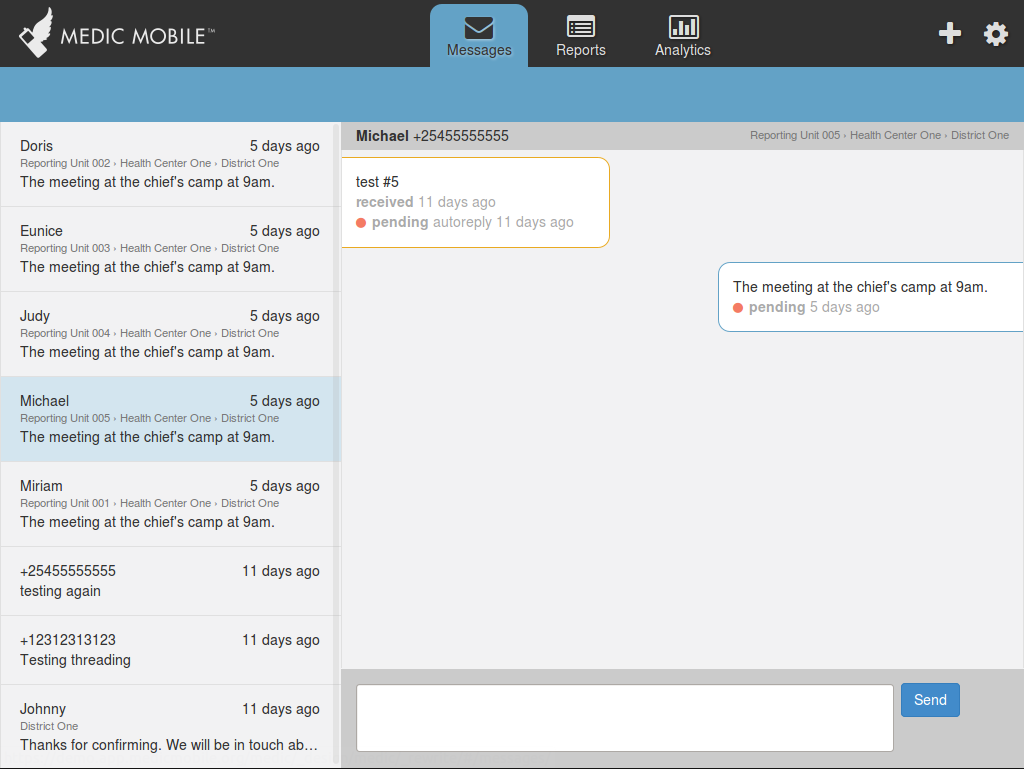 MEDIC MOBILE™
Messages
Reports
Analytics
Doris 5 days ago
Reporting Unit 002 › Health Center One › District One
The meeting at the chief's camp at 9am.
Eunice 5 days ago
Reporting Unit 003 › Health Center One › District One
The meeting at the chief's camp at 9am.
Judy 5 days ago
Reporting Unit 004 › Health Center One › District One
The meeting at the chief's camp at 9am.
Michael 5 days ago
Reporting Unit 005 › Health Center One › District One
The meeting at the chief's camp at 9am.
Miriam 5 days ago
Reporting Unit 001 › Health Center One › District One
The meeting at the chief's camp at 9am.
+25455555555 11 days ago
testing again
+12312313123 11 days ago
Testing threading
Johnny 11 days ago
District One
Thanks for confirming. We will be in touch ab...
Michael +25455555555 Reporting Unit 005 › Health Center One › District One
test #5
received 11 days ago
pending autoreply 11 days ago
The meeting at the chief's camp at 9am.
pending 5 days ago
Send